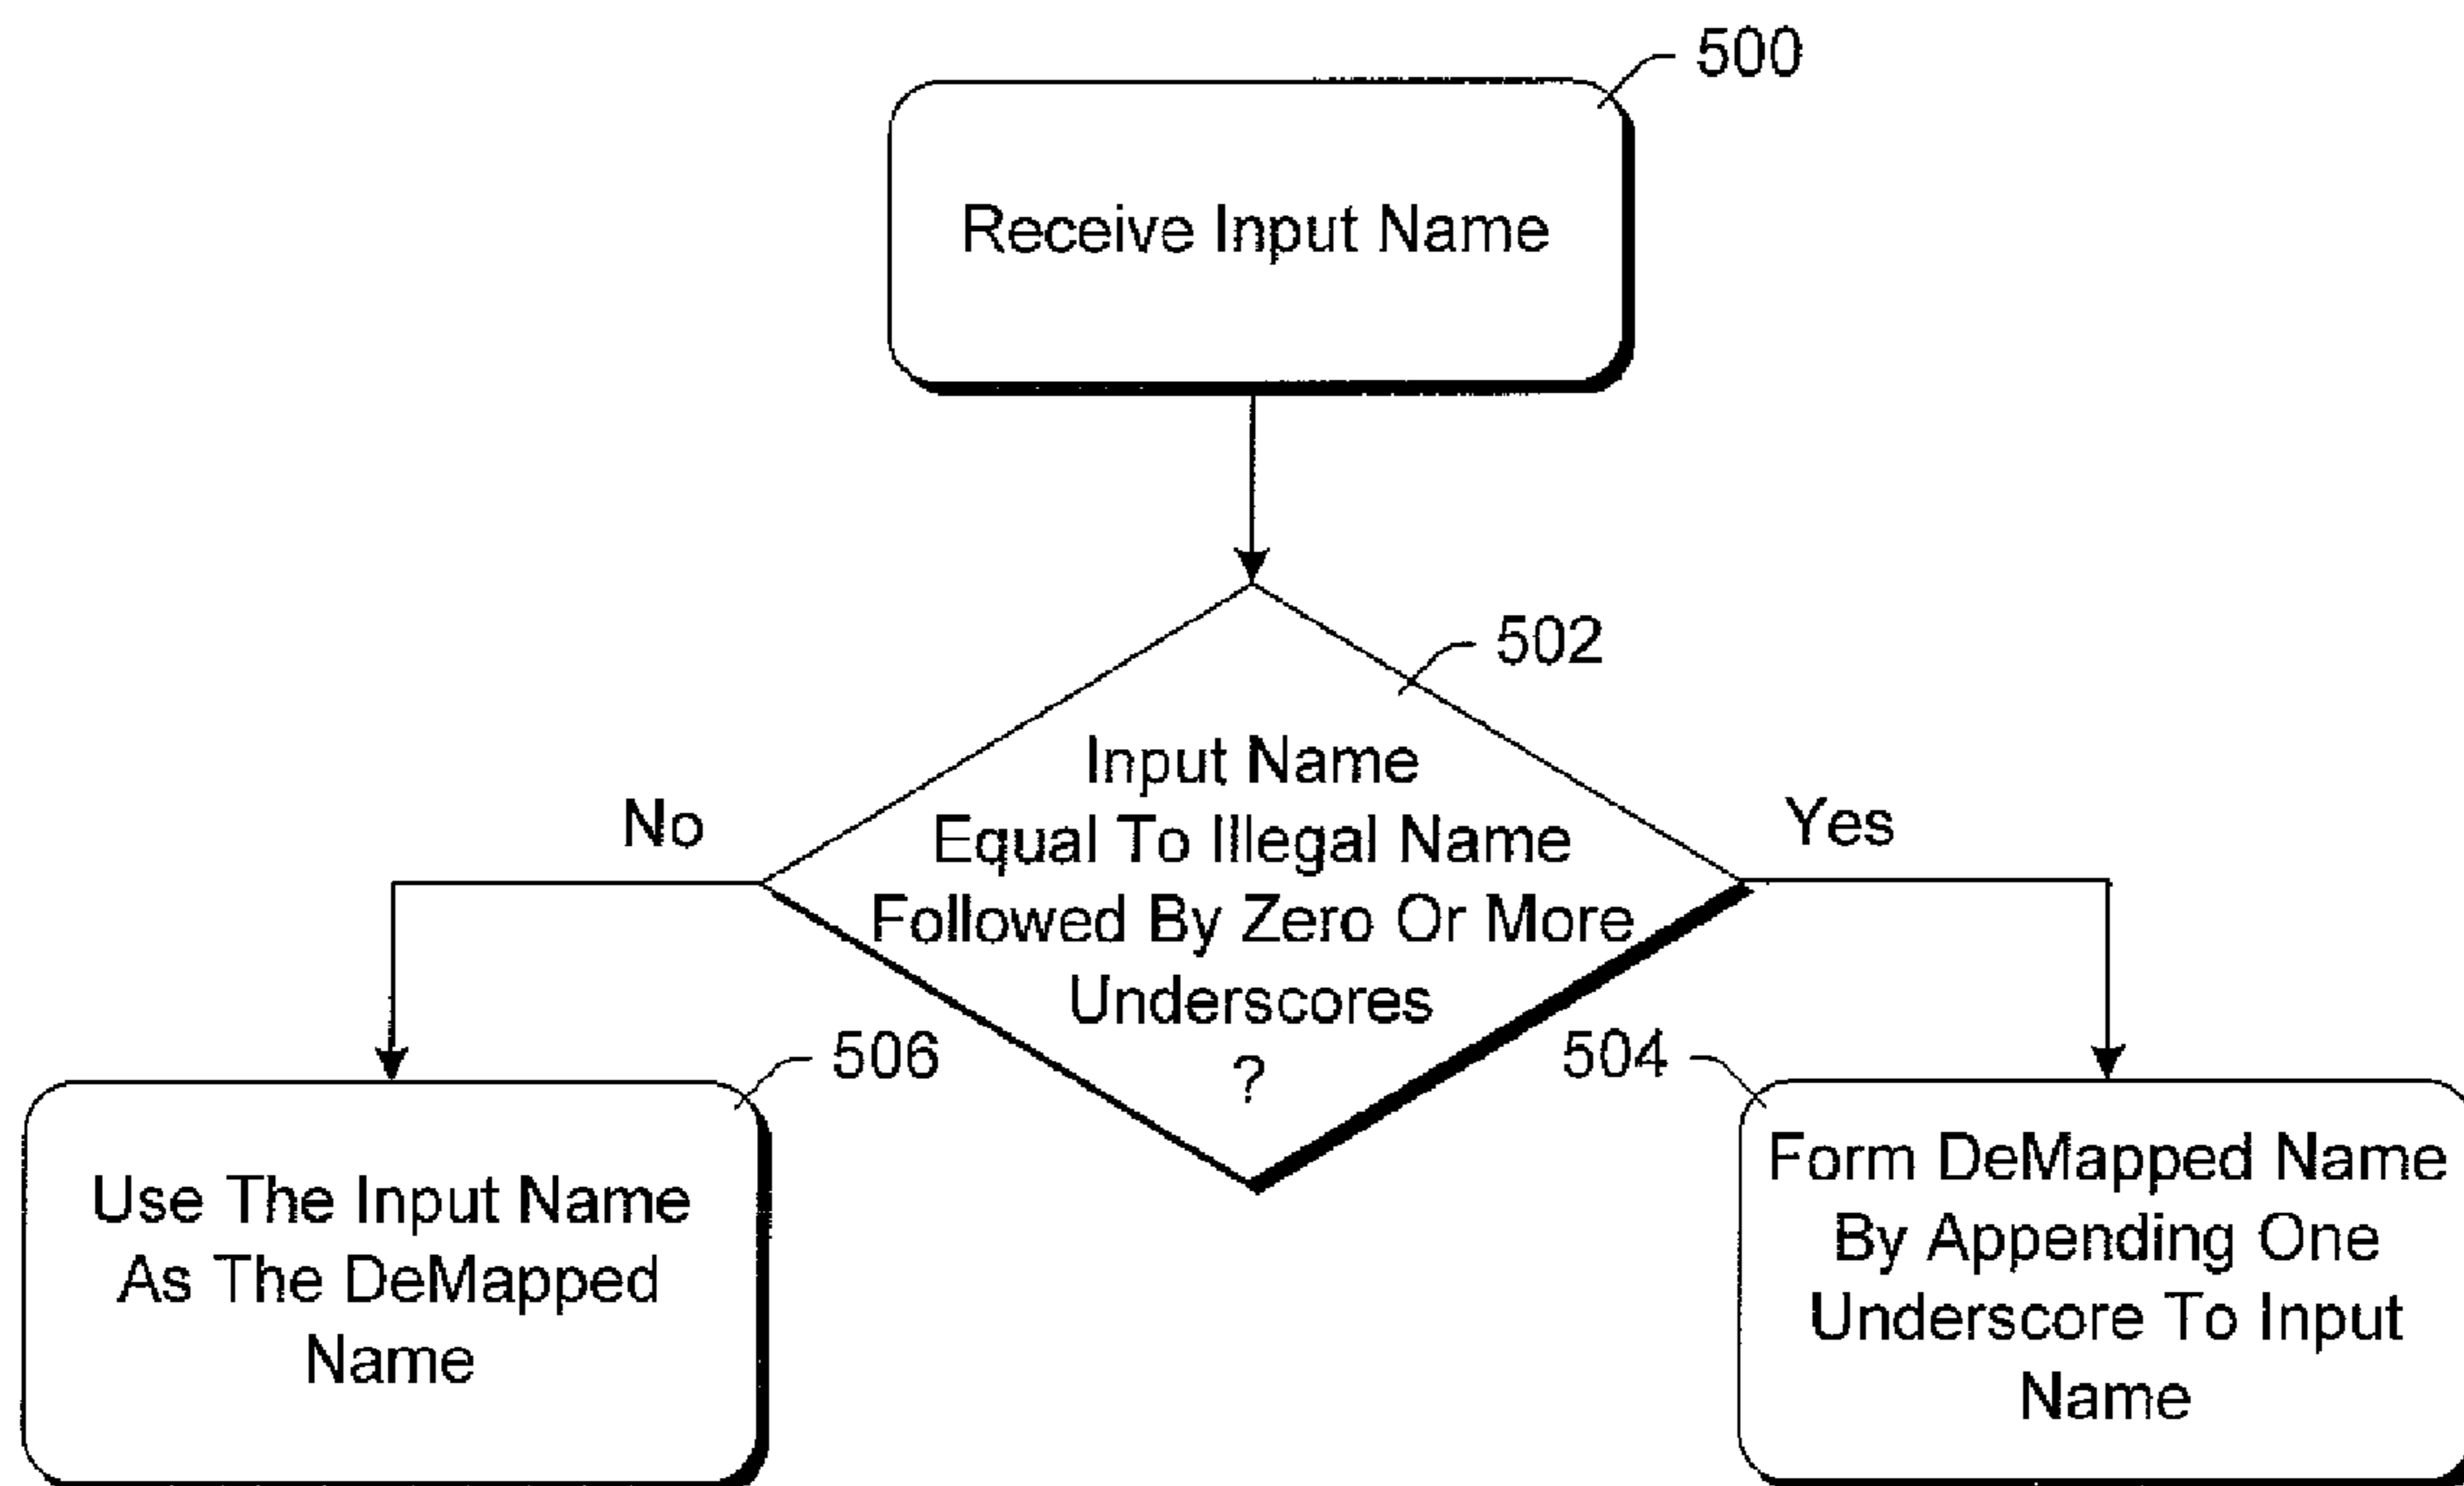 500
Receive Input Name
502
Input Name
Equal To Illegal Name
Followed By Zero Or More
Underscores
?
No
Yes
506
Use The Input Name
As The DeMapped
Name
504
Form DeMapped Name
By Appending One
Underscore To Input
Name